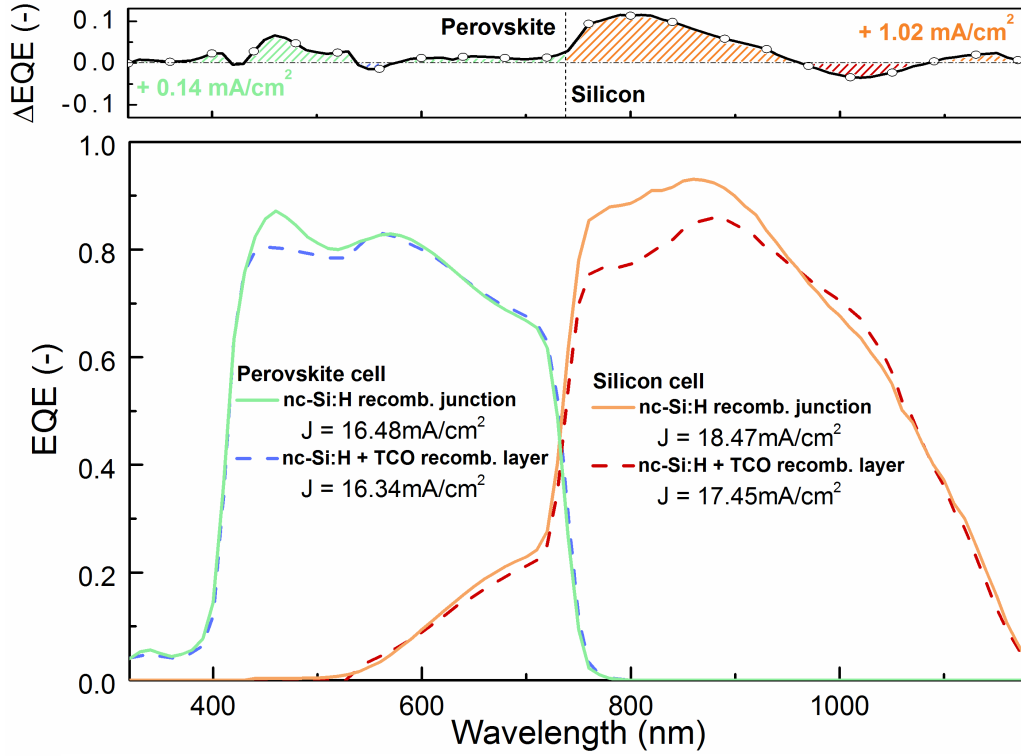 0.1
0.0
-0.1
ΔEQE (-)
Perovskite
Silicon
+ 0.14 mA/cm²
+ 1.02 mA/cm²
1.0
0.8
0.6
0.4
0.2
0.0
EQE (-)
Perovskite cell
nc-Si:H recomb. junction
J = 16.48mA/cm²
nc-Si:H + TCO recomb. layer
J = 16.34mA/cm²
Silicon cell
nc-Si:H recomb. junction
J = 18.47mA/cm²
nc-Si:H + TCO recomb. layer
J = 17.45mA/cm²
400 600 800 1000
Wavelength (nm)